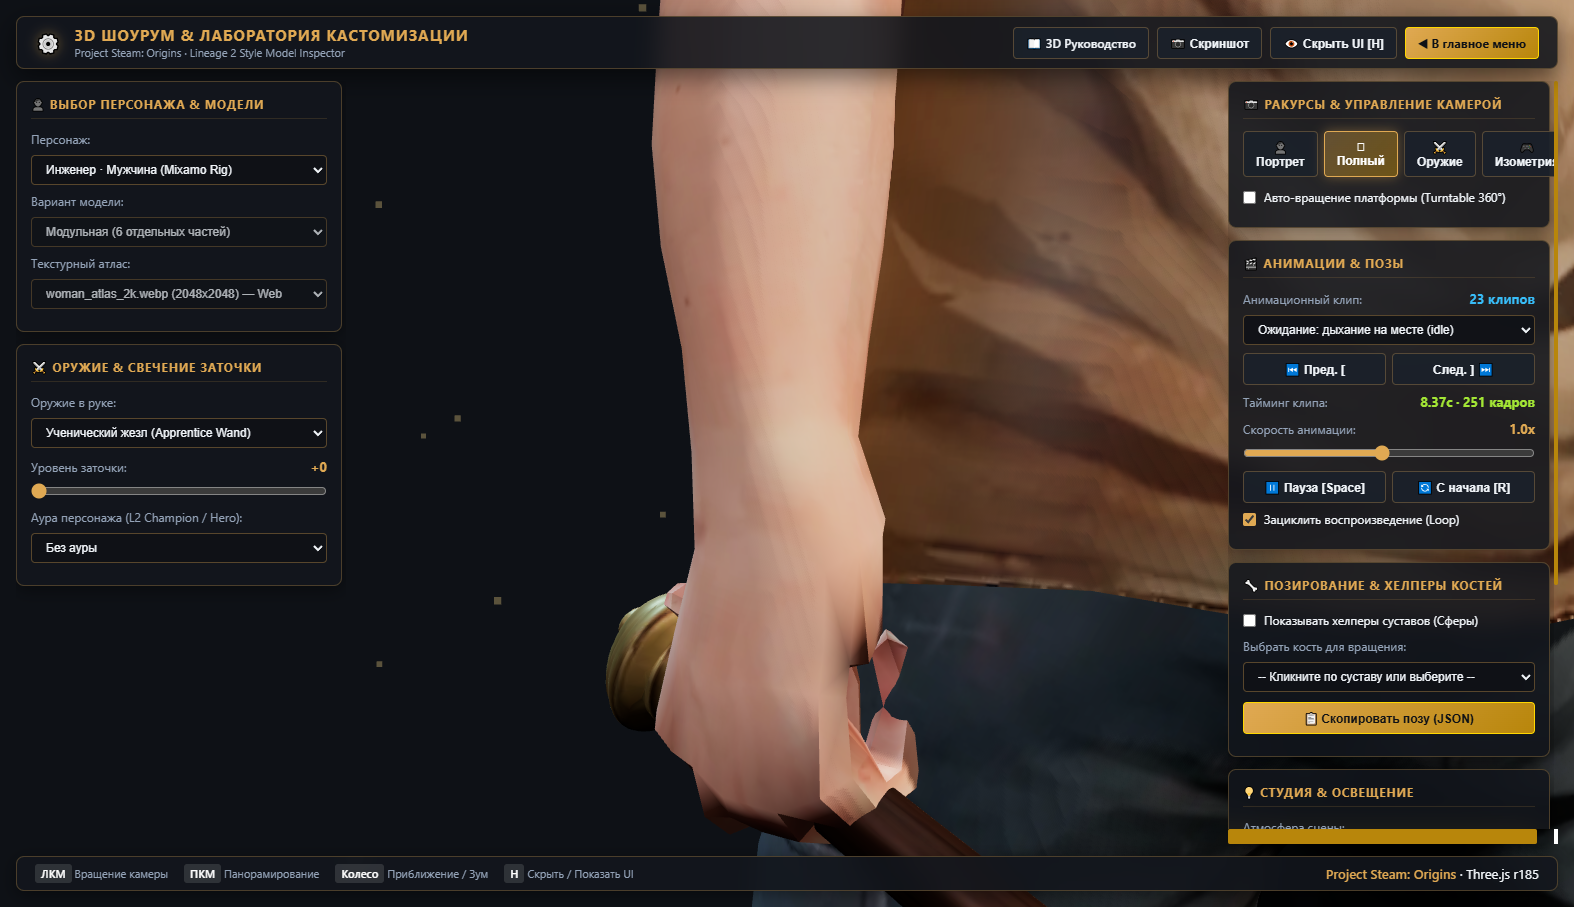 3D ШОУРУМ & ЛАБОРАТОРИЯ КАСТОМИЗАЦИИ
Project Steam: Origins · Lineage 2 Style Model Inspector
3D Руководство
Скриншот
Скрыть UI [H]
◀ В главное меню
ВЫБОР ПЕРСОНАЖА & МОДЕЛИ
Персонаж:
Инженер · Мужчина (Mixamo Rig)
Вариант модели:
Модульная (6 отдельных частей)
Текстурный атлас:
woman_atlas_2k.webp (2048x2048) — Web
ОРУЖИЕ & СВЕЧЕНИЕ ЗАТОЧКИ
Оружие в руке:
Ученический жезл (Apprentice Wand)
Уровень заточки: +0
Аура персонажа (L2 Champion / Hero):
Без ауры
РАКУРСЫ & УПРАВЛЕНИЕ КАМЕРОЙ
Портрет
Полный
Оружие
Изометрия
Авто-вращение платформы (Turntable 360°)
АНИМАЦИИ & ПОЗЫ
Анимационный клип: 23 клипов
Ожидание: дыхание на месте (idle)
Пред. [
След. ]
Тайминг клипа: 8.37с · 251 кадров
Скорость анимации: 1.0x
Пауза [Space]
С начала [R]
Зациклить воспроизведение (Loop)
ПОЗИРОВАНИЕ & ХЕЛПЕРЫ КОСТЕЙ
Показывать хелперы суставов (Сферы)
Выбрать кость для вращения:
-- Кликните по суставу или выберите --
Скопировать позу (JSON)
СТУДИЯ & ОСВЕЩЕНИЕ
Атмосфера сцены:
ЛКМ Вращение камеры
ПКМ Панорамирование
Колесо Приближение / Зум
H Скрыть / Показать UI
Project Steam: Origins · Three.js r185